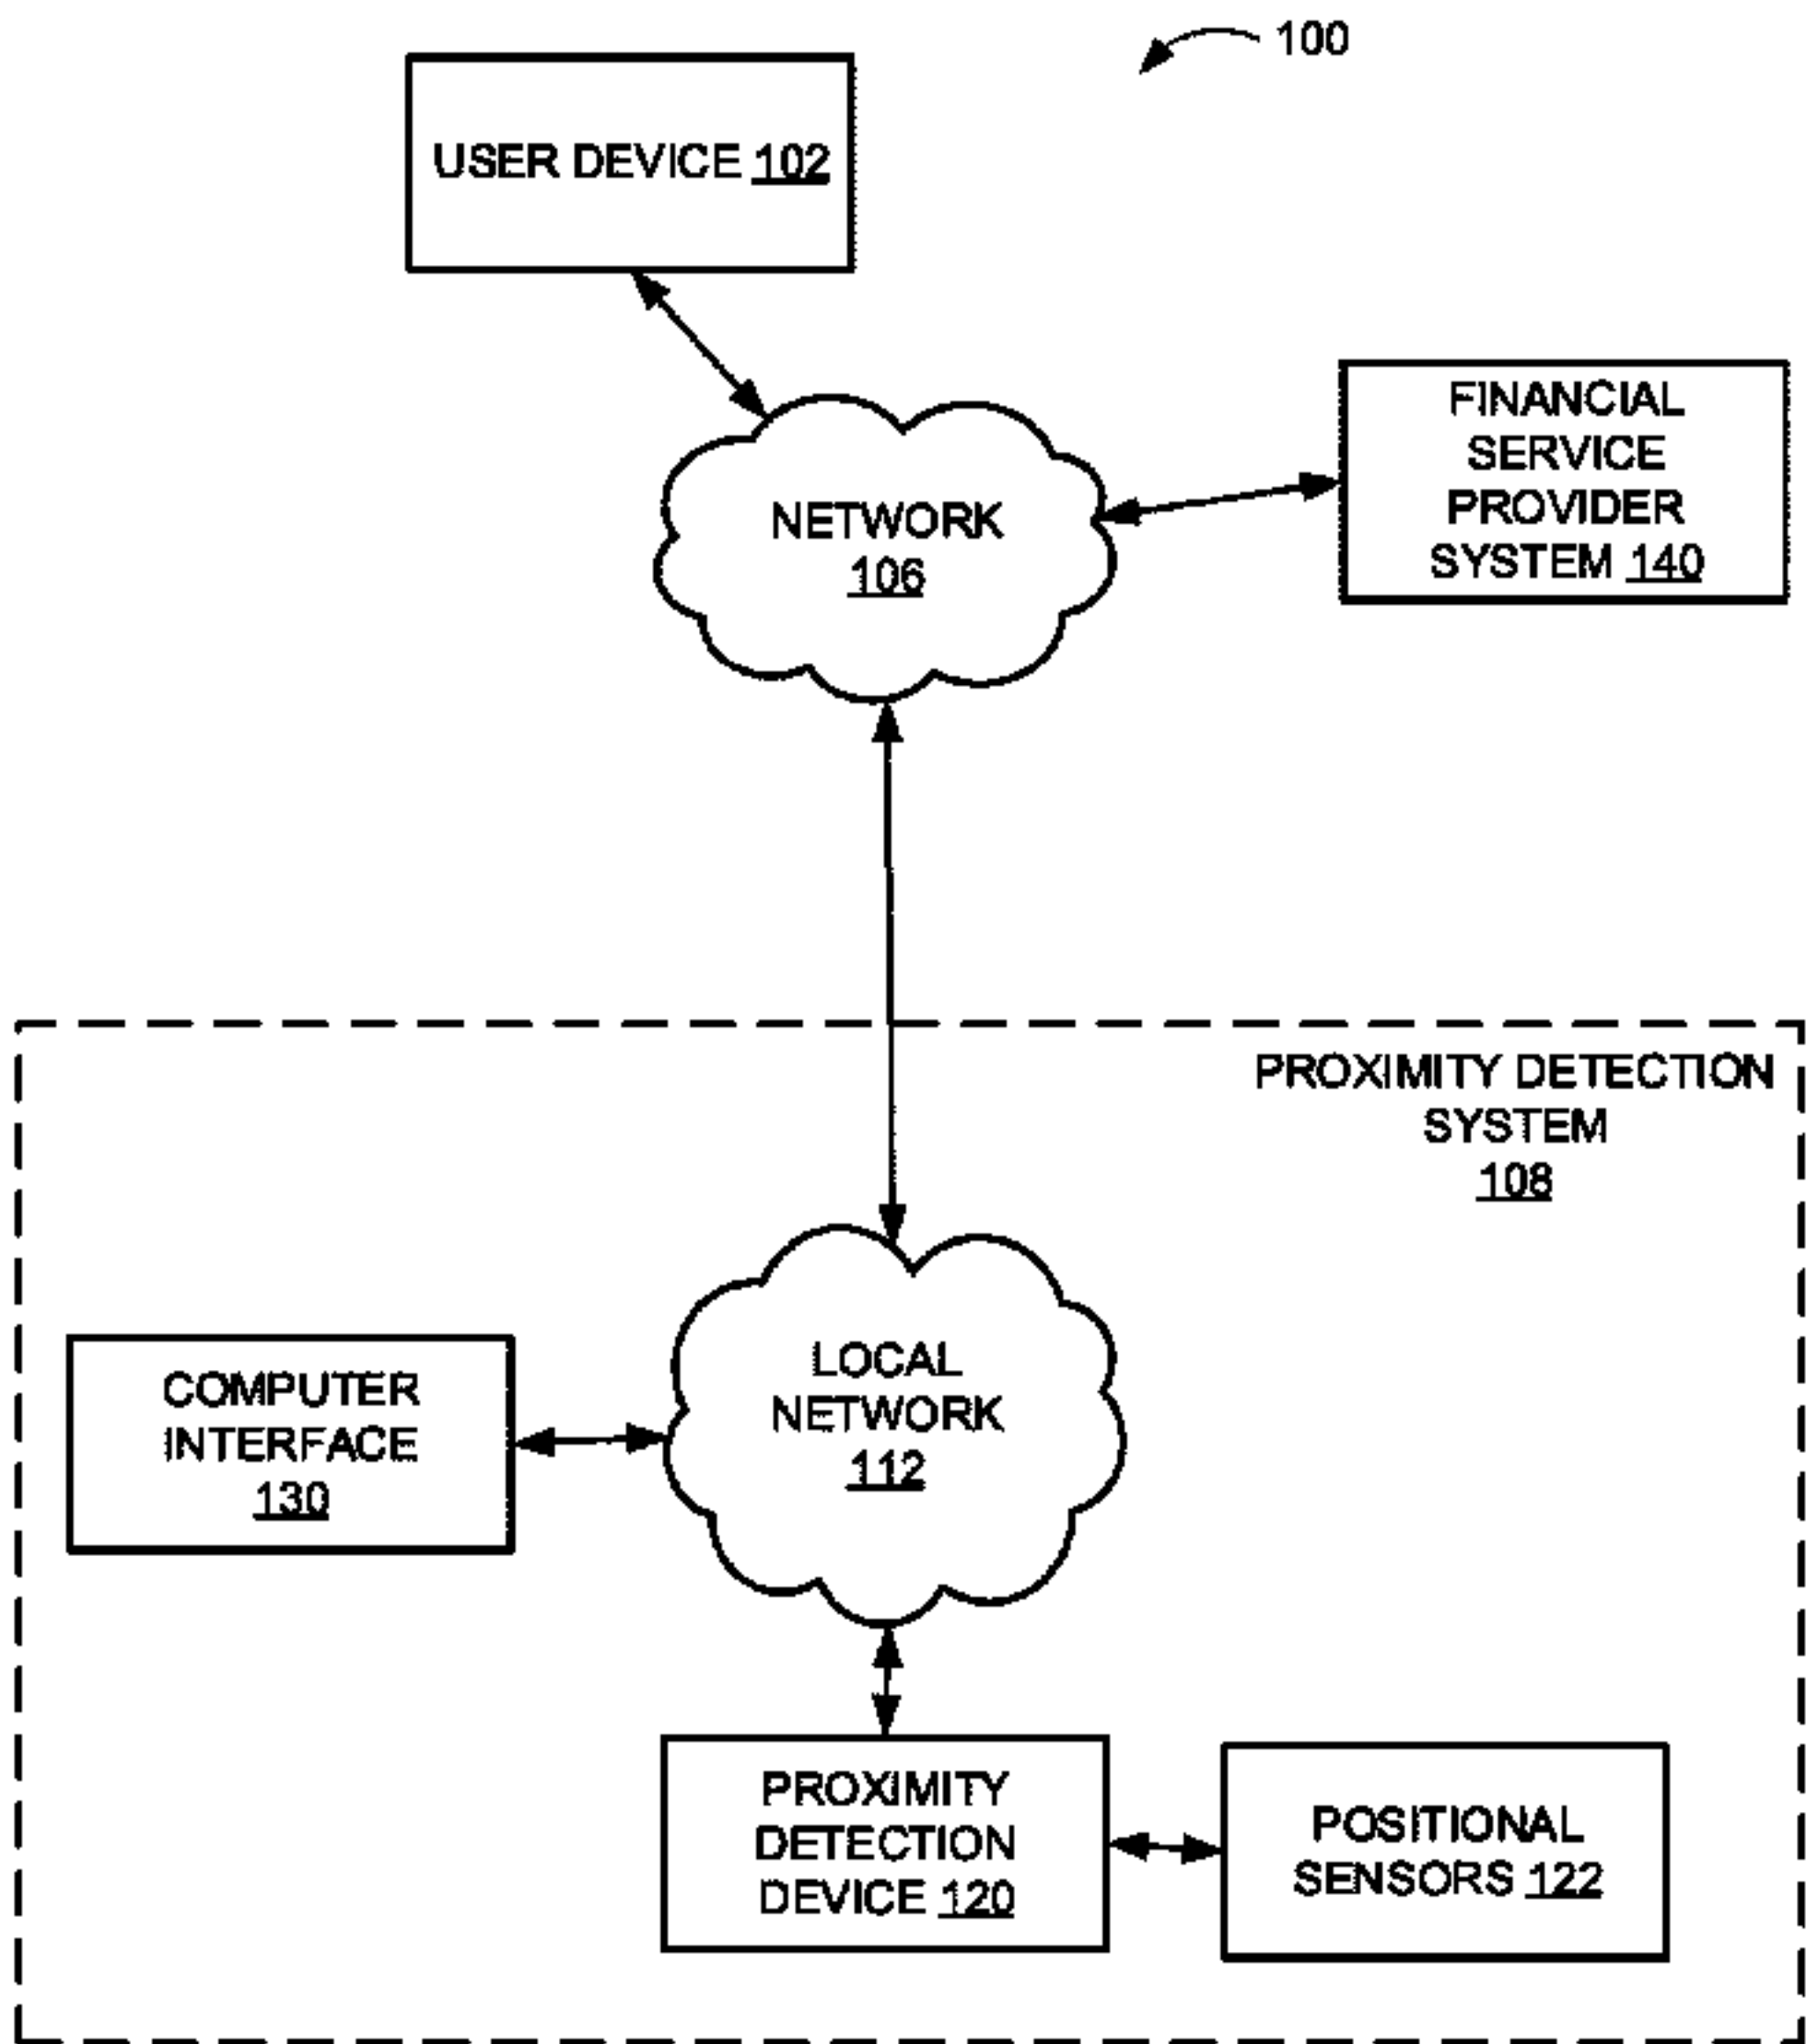 100
USER DEVICE 102
FINANCIAL
SERVICE
PROVIDER
SYSTEM 140
NETWORK
106
PROXIMITY DETECTION
SYSTEM
108
LOCAL
NETWORK
112
COMPUTER
INTERFACE
130
PROXIMITY
DETECTION
DEVICE 120
POSITIONAL
SENSORS 122